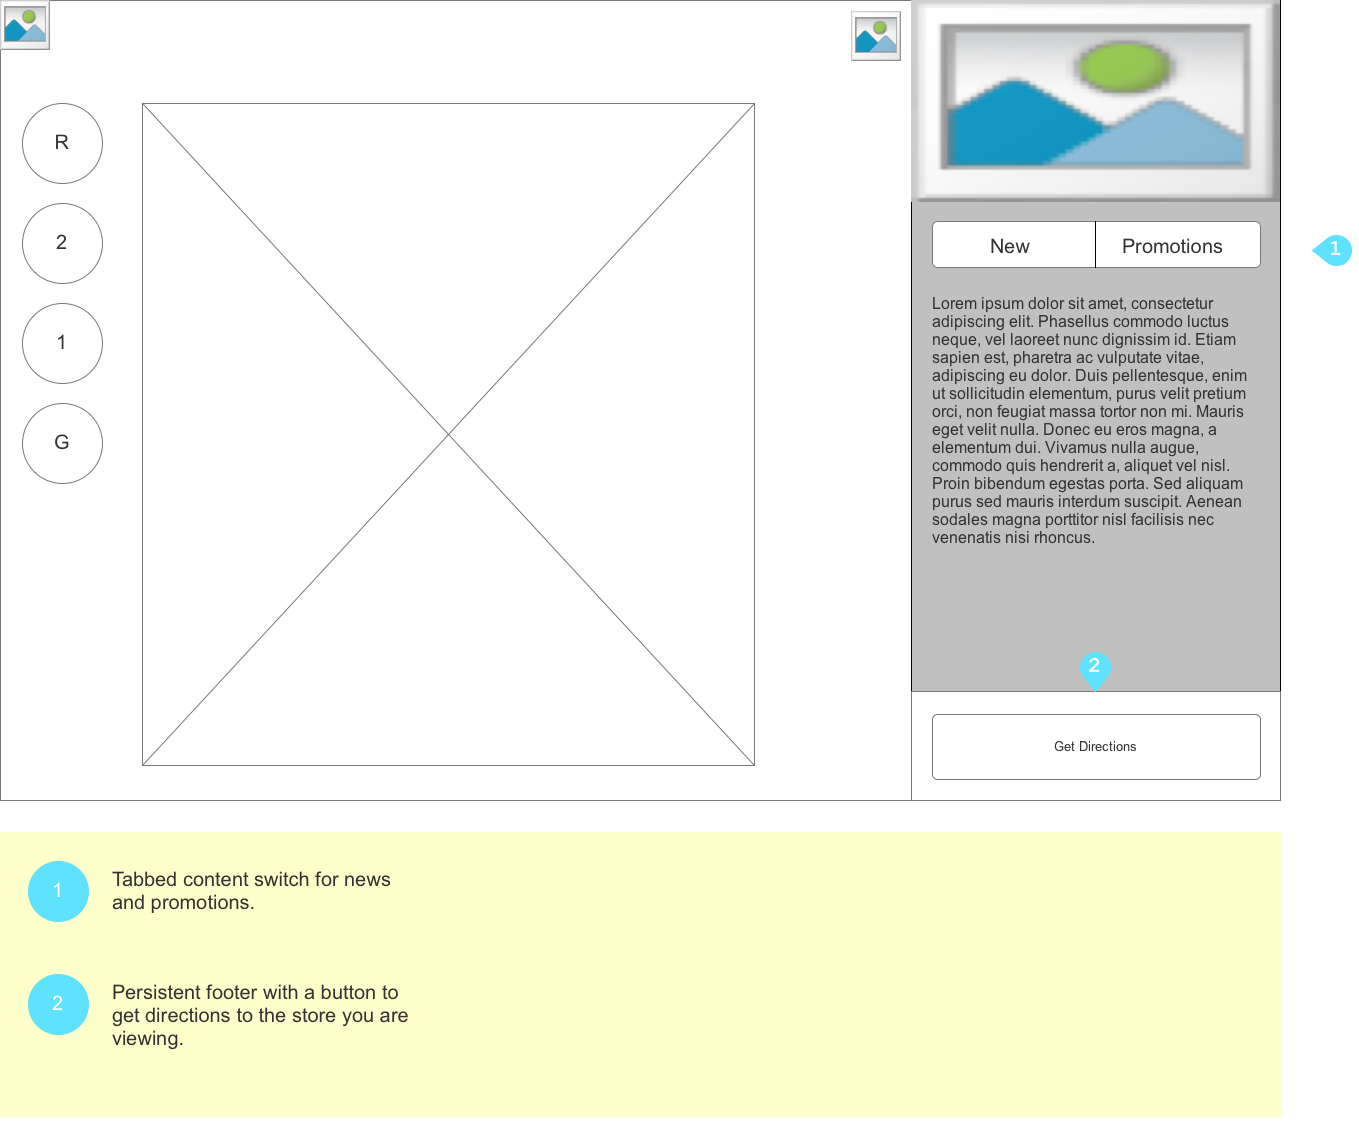 R
2
1
G
New
Promotions
1
Lorem ipsum dolor sit amet, consectetur
adipiscing elit. Phasellus commodo luctus
neque, vel laoreet nunc dignissim id. Etiam
sapien est, pharetra ac vulputate vitae,
adipiscing eu dolor. Duis pellentesque, enim
ut sollicitudin elementum, purus velit pretium
orci, non feugiat massa tortor non mi. Mauris
eget velit nulla. Donec eu eros magna, a
elementum dui. Vivamus nulla augue,
commodo quis hendrerit a, aliquet vel nisl.
Proin bibendum egestas porta. Sed aliquam
purus sed mauris interdum suscipit. Aenean
sodales magna porttitor nisl facilisis nec
venenatis nisi rhoncus.
2
Get Directions
1
Tabbed content switch for news
and promotions.
2
Persistent footer with a button to
get directions to the store you are
viewing.